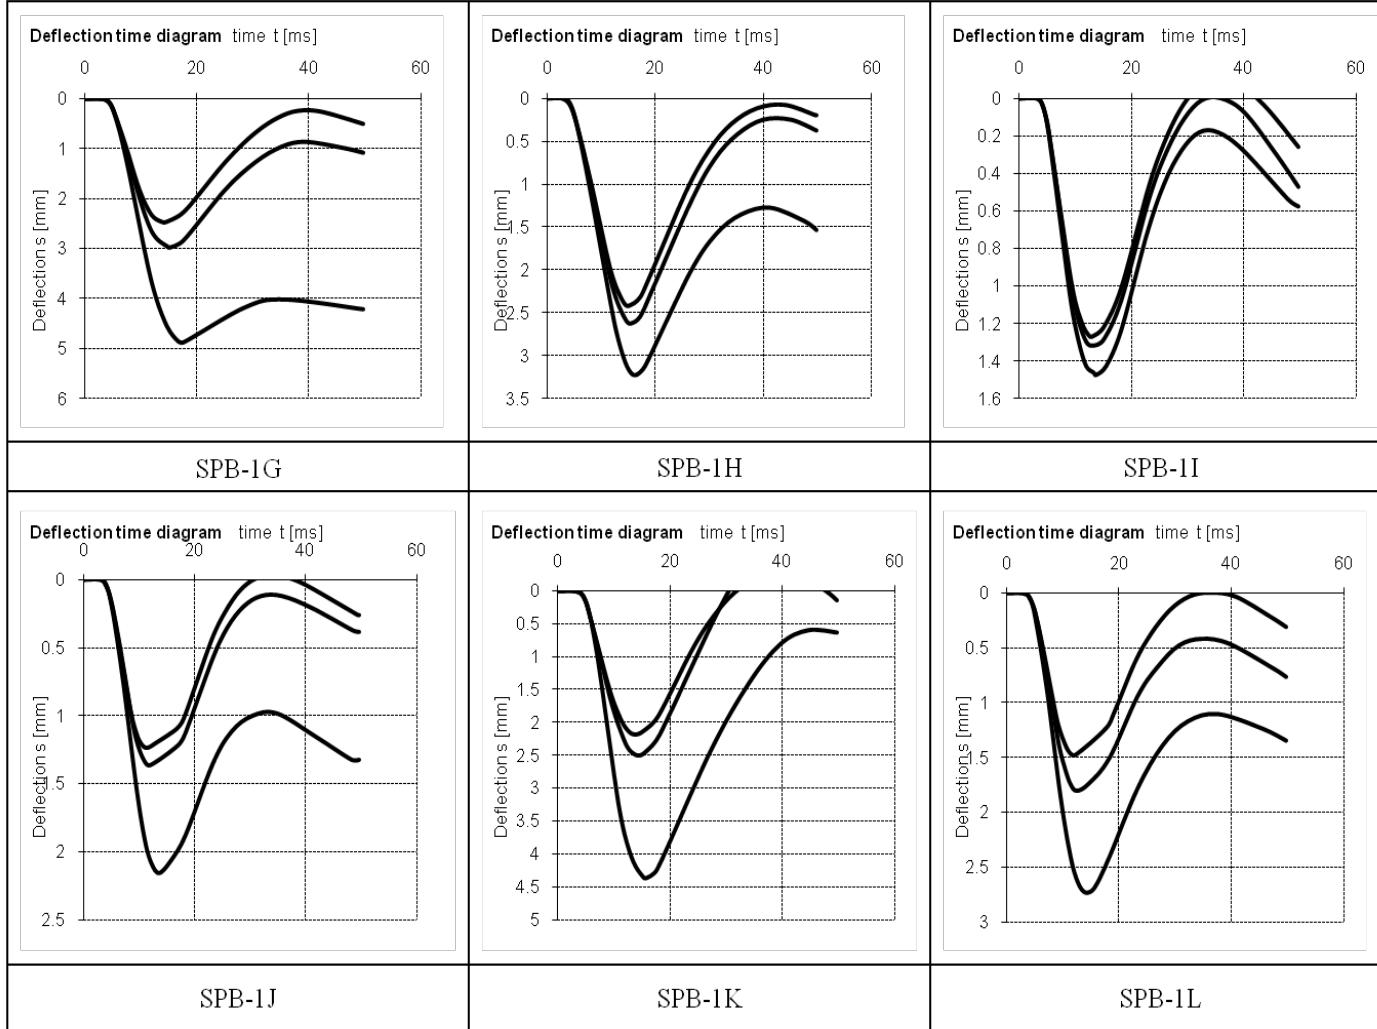 Deflection time diagram time t [ms]
0 20 40 60
0
1
2
3
4
5
6
Deflections [mm]
Deflection time diagram time t [ms]
0 20 40 60
0
0.5
1
1.5
2
2.5
3
3.5
Deflections [mm]
Deflection time diagram time t [ms]
0 20 40 60
0
0.2
0.4
0.6
0.8
1
1.2
1.4
1.6
Deflections [mm]
SPB-1G SPB-1H SPB-1I
Deflection time diagram time t [ms]
0 20 40 60
0
0.5
1
1.5
2
2.5
Deflections [mm]
Deflection time diagram time t [ms]
0 20 40 60
0
0.5
1
1.5
2
2.5
3
3.5
4
4.5
5
Deflections [mm]
Deflection time diagram time t [ms]
0 20 40 60
0
0.5
1
1.5
2
2.5
3
Deflections [mm]
SPB-1J SPB-1K SPB-1L